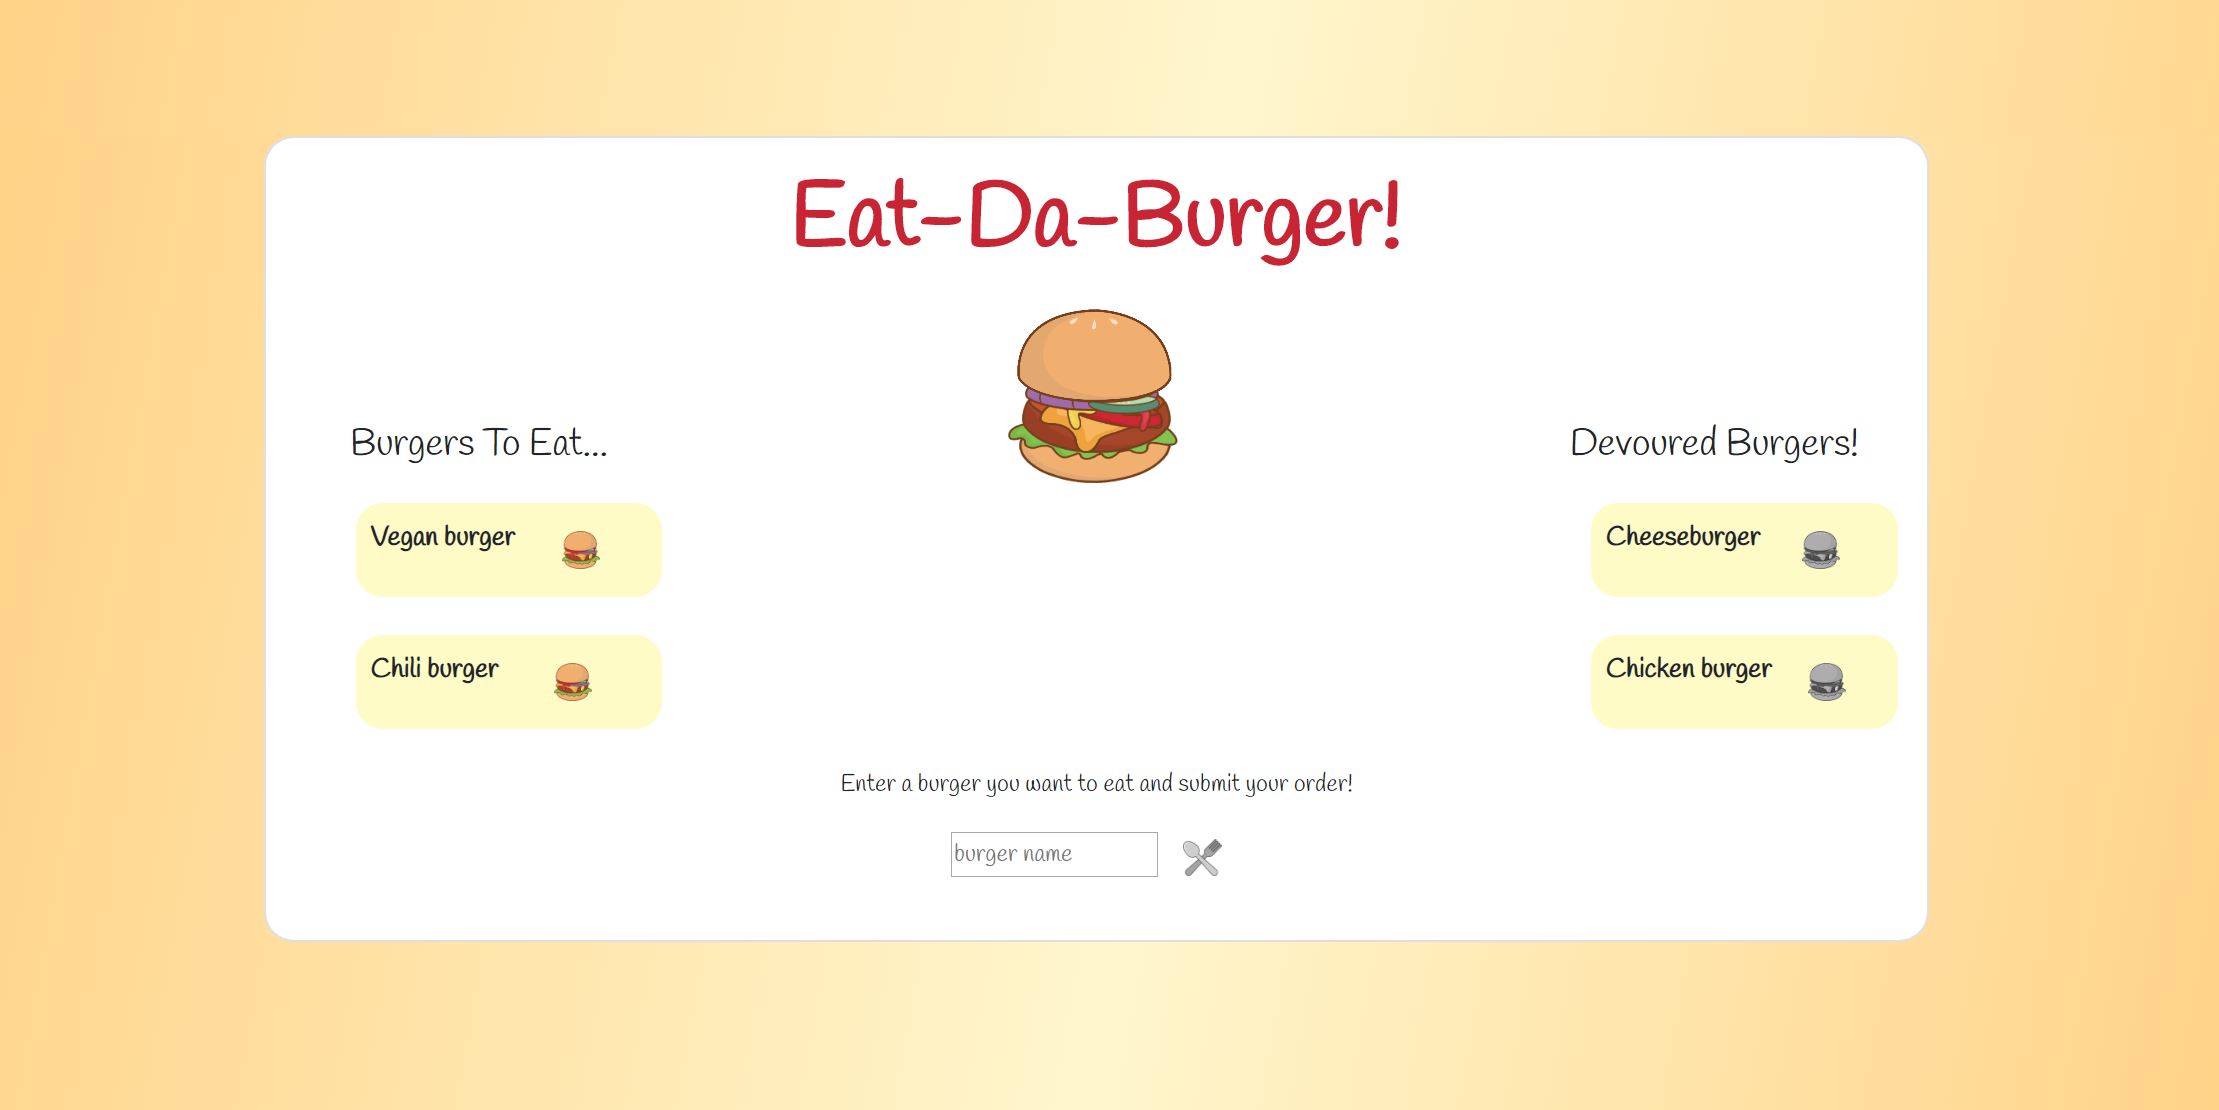 Eat-Da-Burger!
Burgers To Eat...
Vegan burger
Chili burger
Devoured Burgers!
Cheeseburger
Chicken burger
Enter a burger you want to eat and submit your order!
burger name